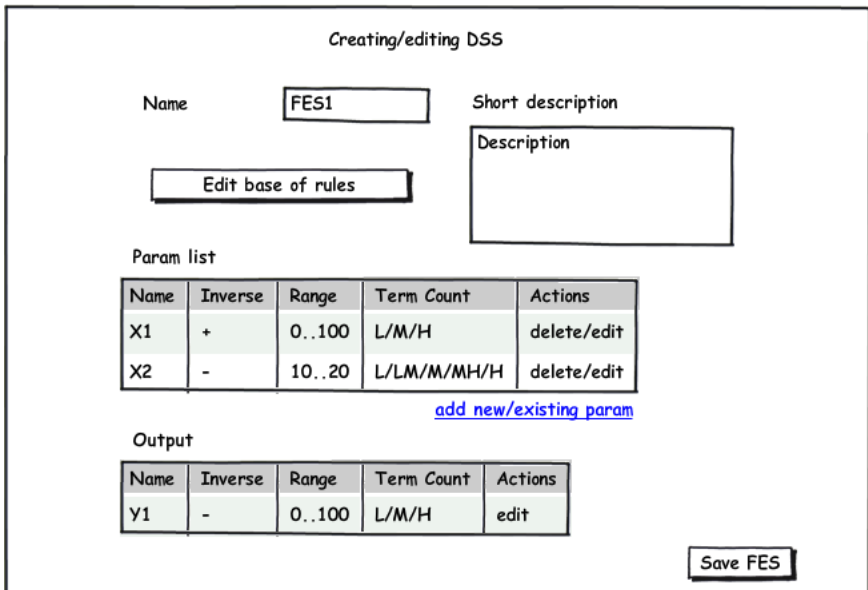 Creating/editing DSS
Name FES1 Short description
Description
Edit base of rules
Param list
Name Inverse Range Term Count Actions
X1 + 0..100 L/M/H delete/edit
X2 - 10..20 L/LM/M/MH/H delete/edit
add new/existing param
Output
Name Inverse Range Term Count Actions
Y1 - 0..100 L/M/H edit
Save FES